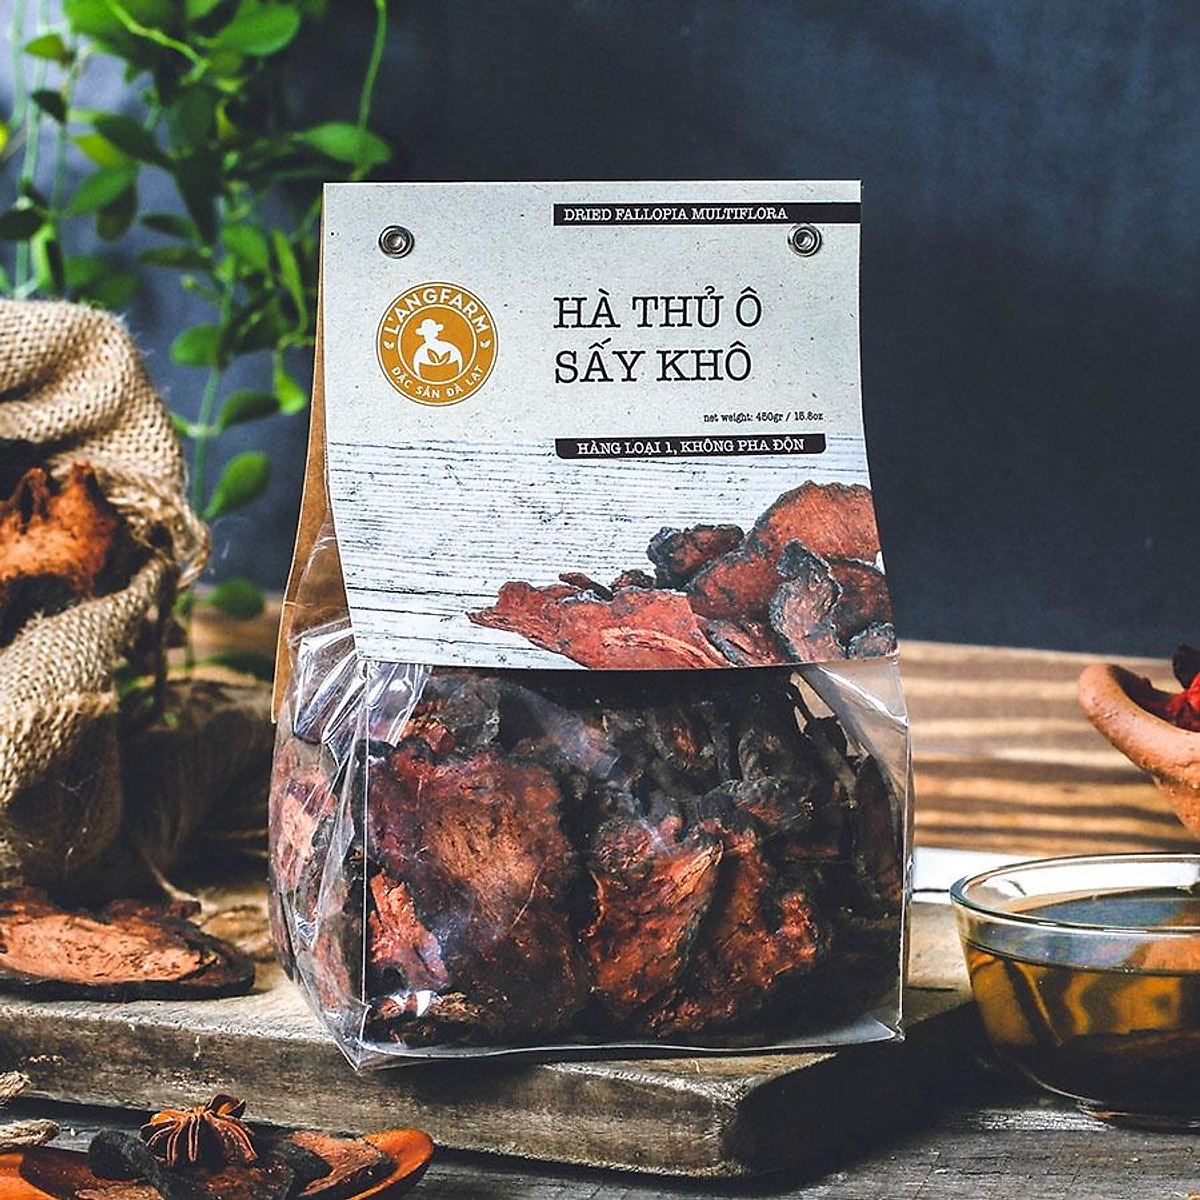 DRIED FALLOPIA MULTIFLORA
L'ANGFARM
ĐẶC SẢN ĐÀ LẠT
HÀ THỦ Ô
SẤY KHÔ
net weight: 450gr / 15.8oz
HÀNG LOẠI 1, KHÔNG PHA ĐỘN